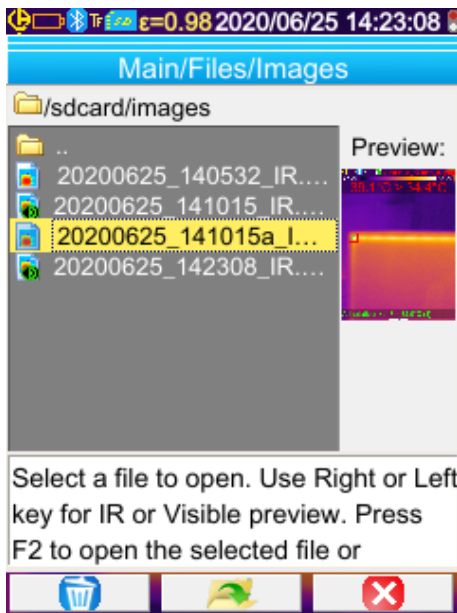 Tr ε=0.98 2020/06/25 14:23:08
Main/Files/Images
/sdcard/images
..
Preview:
20200625_140532_IR....
20200625_141015_IR....
20200625_141015a_I...
20200625_142308_IR....
Select a file to open. Use Right or Left
key for IR or Visible preview. Press
F2 to open the selected file or